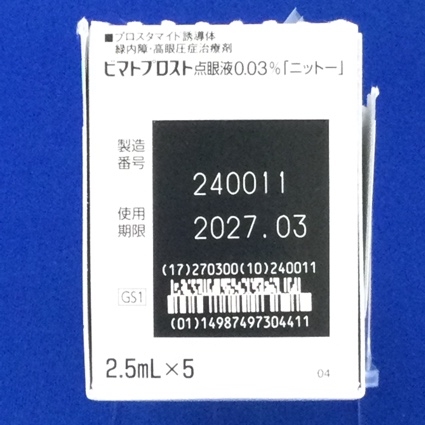 ■プロスタマイド誘導体
緑内障・高眼圧症治療剤
ビマトプロスト点眼液0.03%「ニットー」
製造
番号
240011
使用
期限
2027.03
(17)270300(10)240011
GS1
(01)14987497304411
2.5mL×5
04